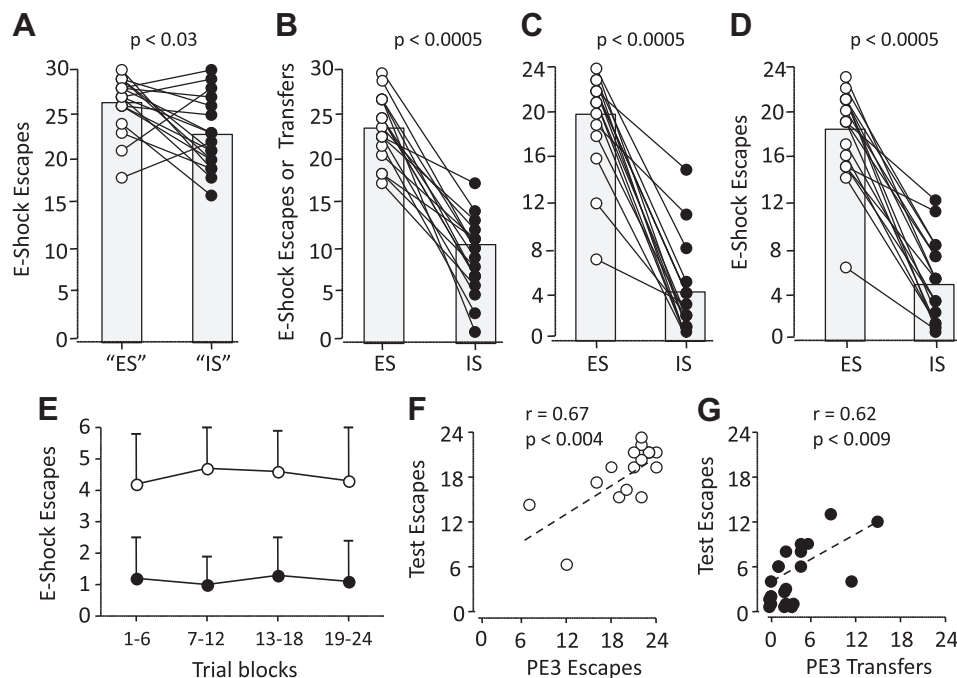 A
B
C
D
p < 0.03
p < 0.0005
p < 0.0005
p < 0.0005
E-Shock Escapes
30
25
20
15
10
5
0
"ES"
"IS"
E-Shock Escapes or Transfers
30
25
20
15
10
5
0
ES
IS
24
20
16
12
8
4
0
ES
IS
E-Shock Escapes
24
20
16
12
8
4
0
ES
IS
E
E-Shock Escapes
6
5
4
3
2
1
0
1-6
7-12
13-18
19-24
Trial blocks
F
r = 0.67
p < 0.004
Test Escapes
24
18
12
6
0
0
6
12
18
24
PE3 Escapes
G
r = 0.62
p < 0.009
Test Escapes
24
18
12
6
0
0
6
12
18
24
PE3 Transfers